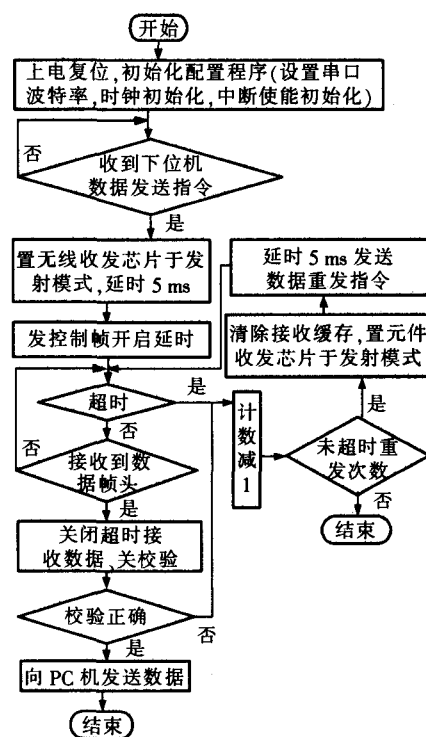 开始
上电复位,初始化配置程序(设置串口
波特率,时钟初始化,中断使能初始化)
否
收到下位机
数据发送指令
是
置无线收发芯片于发
射模式,延时 5 ms
发控制帧开启延时
超时
是
否
否
接收到数
据帧头
是
关闭超时接
收数据、关校验
校验正确
否
是
向 PC 机发送数据
结束
延时 5 ms 发送
数据重发指令
清除接收缓存,置元件
收发芯片于发射模式
是
计
数
减
1
未超时重
发次数
否
结束